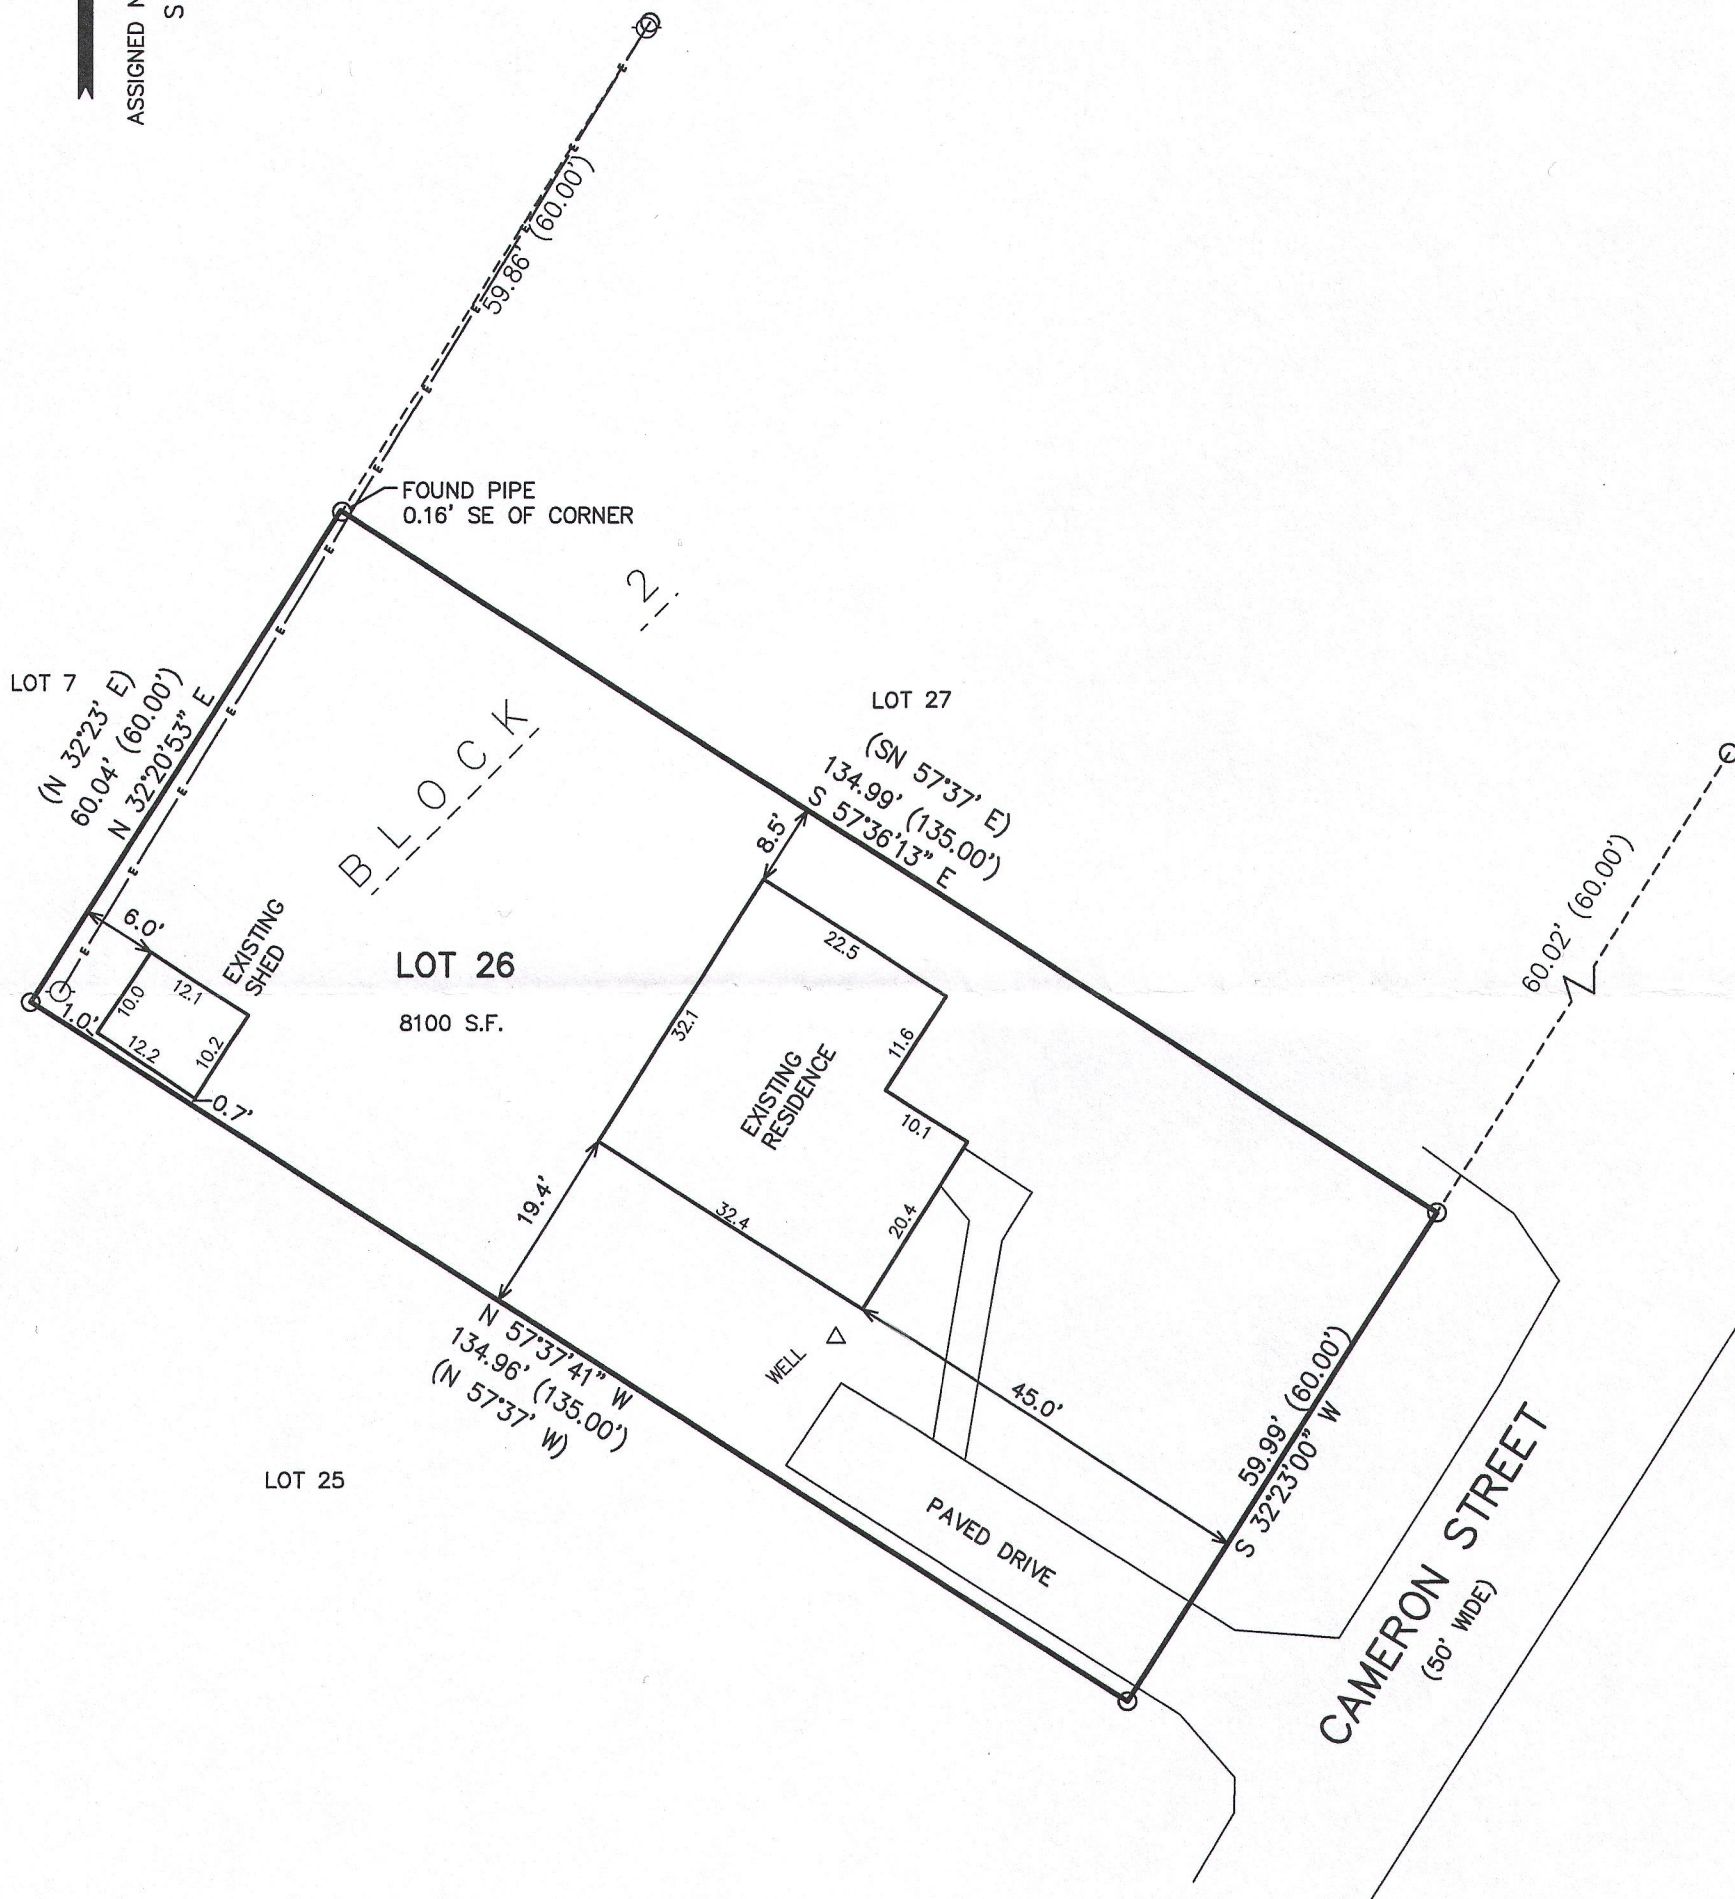 ASSIGNED
S
59.86' (60.00')
FOUND PIPE
0.16' SE OF CORNER
BLOCK 2
LOT 7
(N 32°23' E)
60.04' (60.00')
N 32°20'53" E
LOT 27
(SN 57°37' E)
134.99' (135.00')
S 57°36'13" E
8.5'
60.02' (60.00')
6.0'
EXISTING
SHED
10.0
12.1
12.2
10.2
1.0'
0.7'
LOT 26
8100 S.F.
22.5
32.1
11.6
EXISTING
RESIDENCE
10.1
20.4
32.4
19.4'
WELL
45.0'
N 57°37'41" W
134.96' (135.00')
(N 57°37' W)
LOT 25
PAVED DRIVE
59.99' (60.00')
S 32°23'00" W
CAMERON STREET
(50' WIDE)
E
E
E
E
E
E
E
E
E
E
E
E